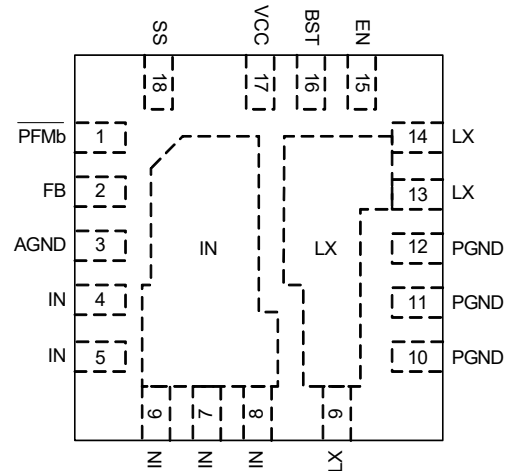 SS VCC BST EN
18 17 16 15
PFMb 1 14 LX
FB 2 13 LX
AGND 3 12 PGND
IN LX
IN 4 11 PGND
IN 5 10 PGND
6 7 8 9
IN IN IN LX